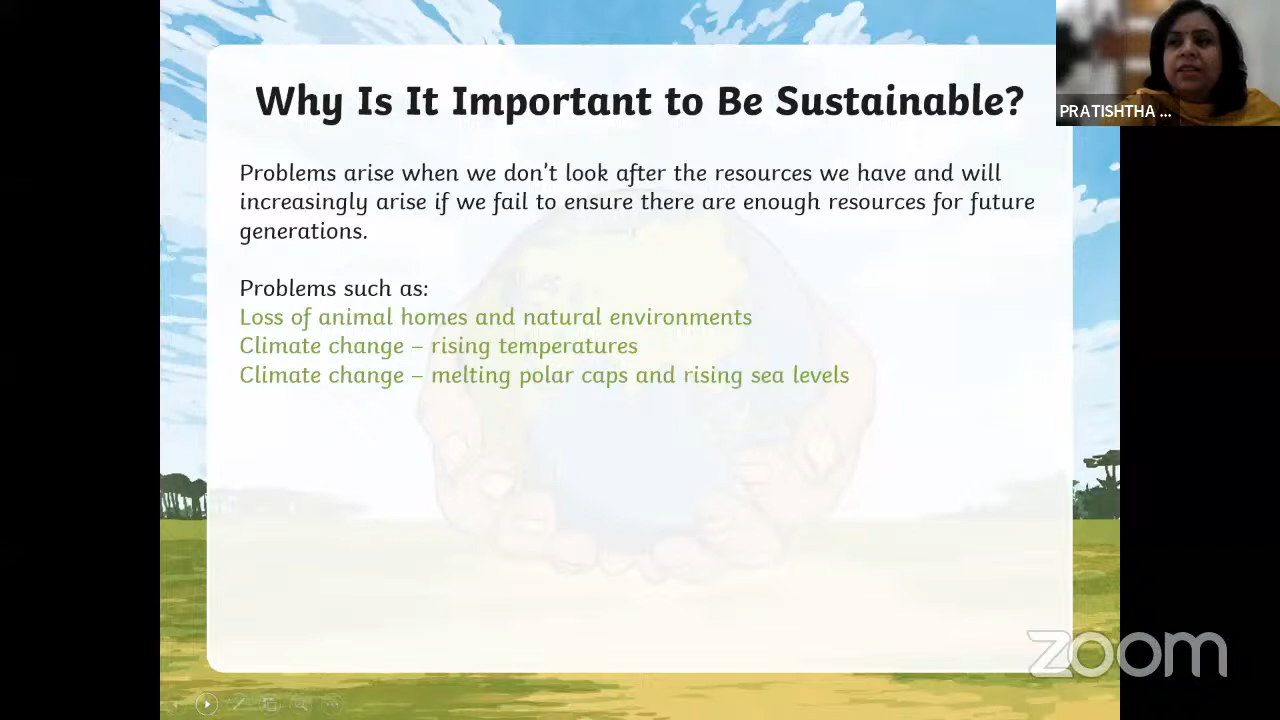 Why Is It Important to Be Sustainable?
PRATISHTHA ...
Problems arise when we don't look after the resources we have and will
increasingly arise if we fail to ensure there are enough resources for future
generations.
Problems such as:
Loss of animal homes and natural environments
Climate change – rising temperatures
Climate change – melting polar caps and rising sea levels
zoom